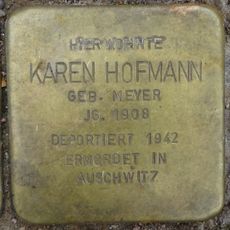 HIER WOHNTE
KAREN HOFMANN
GEB. MEYER
JG. 1908
DEPORTIERT 1942
ERMORDET IN
AUSCHWITZ